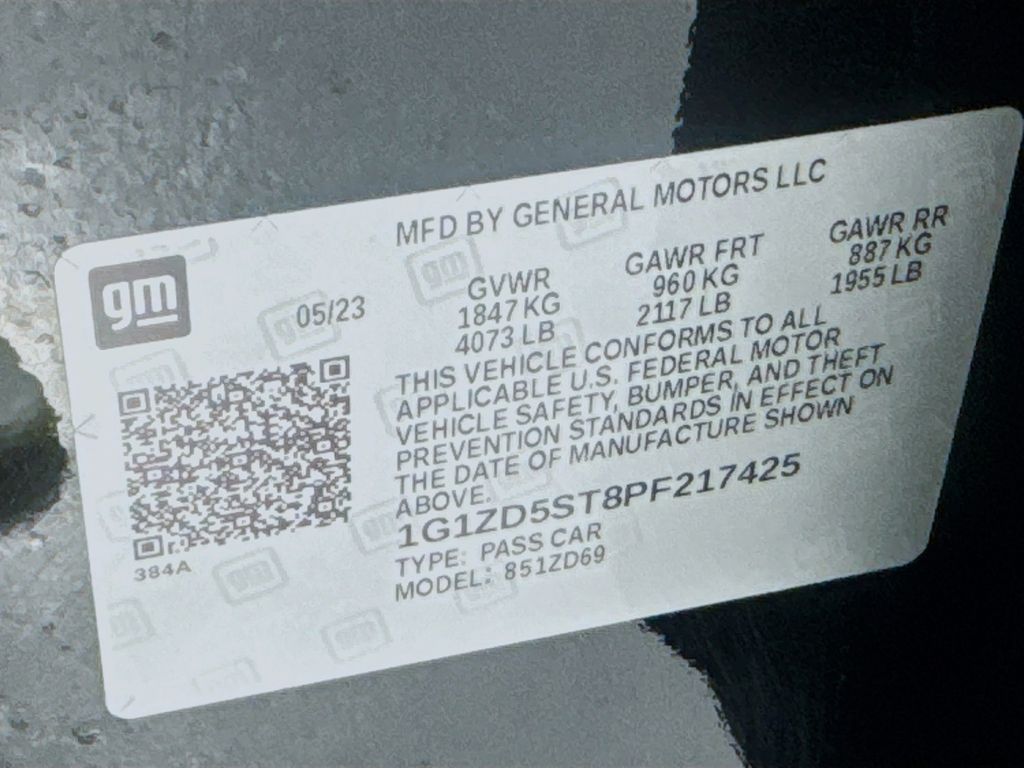 MFD BY GENERAL MOTORS LLC
gm
05/23
GVWR GAWR FRT GAWR RR
1847 KG 960 KG 887 KG
4073 LB 2117 LB 1955 LB
THIS VEHICLE CONFORMS TO ALL
APPLICABLE U.S. FEDERAL MOTOR
VEHICLE SAFETY, BUMPER, AND THEFT
PREVENTION STANDARDS IN EFFECT ON
THE DATE OF MANUFACTURE SHOWN
ABOVE.
1G1ZD5ST8PF217425
TYPE: PASS CAR
MODEL: 851ZD69
384A